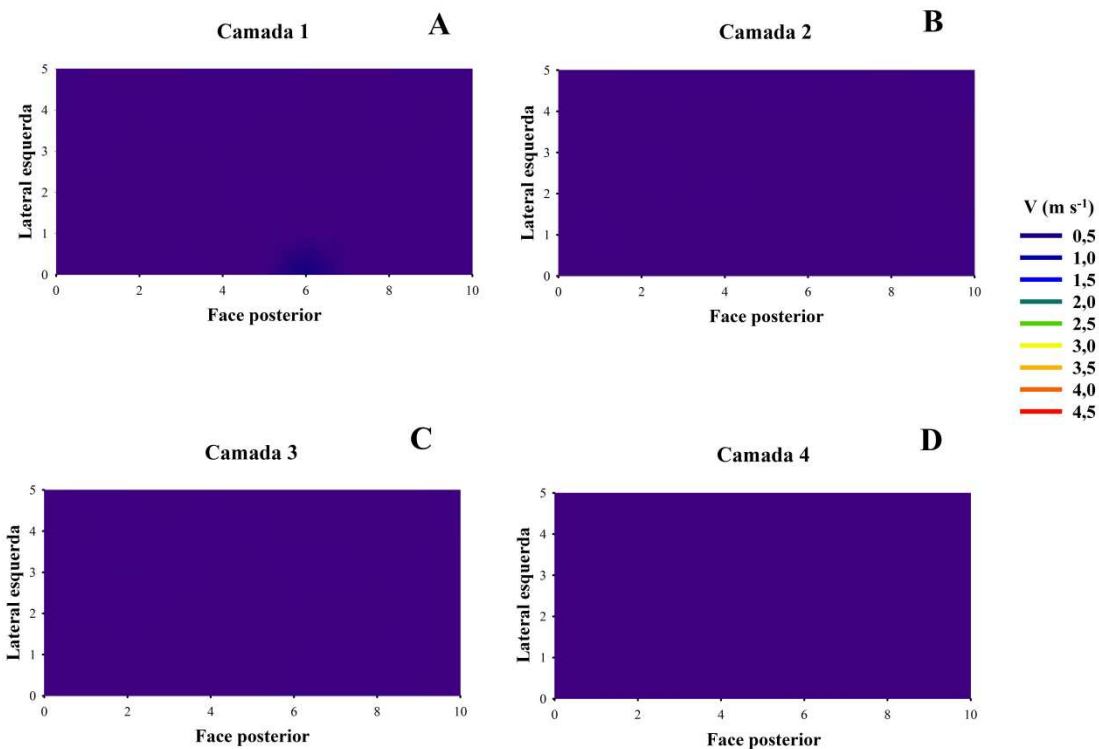 Camada 1
A
Lateral esquerda
5
4
3
2
1
0
0 2 4 6 8 10
Face posterior
Camada 2
B
Lateral esquerda
5
4
3
2
1
0
0 2 4 6 8 10
Face posterior
V (m s⁻¹)
0,5
1,0
1,5
2,0
2,5
3,0
3,5
4,0
4,5
Camada 3
C
Lateral esquerda
5
4
3
2
1
0
0 2 4 6 8 10
Face posterior
Camada 4
D
Lateral esquerda
5
4
3
2
1
0
0 2 4 6 8 10
Face posterior